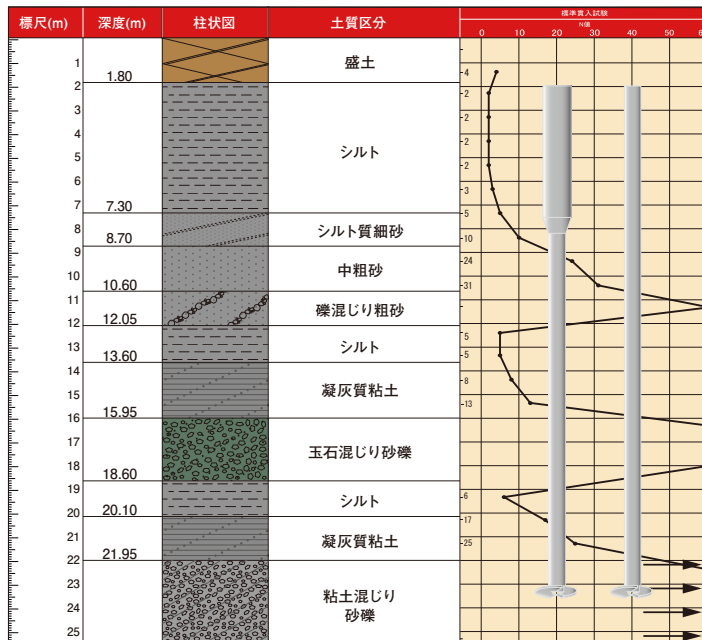 標尺(m) 深度(m) 柱状図 土質区分 標準貫入試験
N値
0 10 20 30 40 50 60
1 盛土 4
1.80
2 2
3 2
4 2
5 シルト 2
6 3
7 5
7.30
8 シルト質細砂 10
8.70
9 24
10 中粗砂 31
10.60
11 礫混じり粗砂
12 12.05
5
13 シルト 5
13.60
14 8
15 凝灰質粘土 13
15.95
16
17 玉石混じり砂礫
18
18.60
19 シルト 6
20 20.10
17
21 凝灰質粘土 25
21.95
22
23 粘土混じり
24 砂礫
25